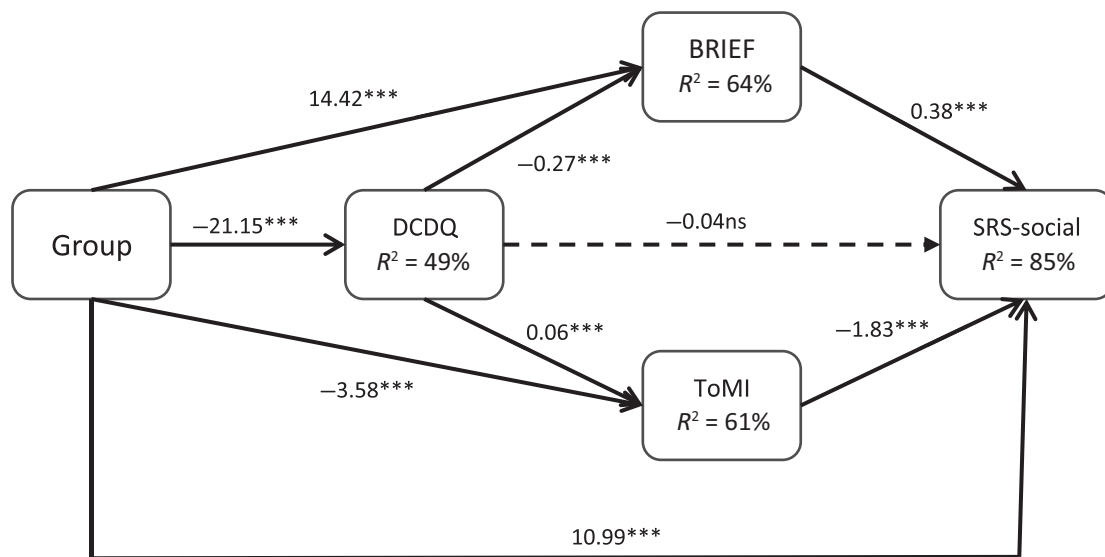 BRIEF
R² = 64%
14.42***
0.38***
−0.27***
Group
−21.15***
DCDQ
R² = 49%
−0.04ns
SRS-social
R² = 85%
0.06***
−1.83***
−3.58***
ToMI
R² = 61%
10.99***